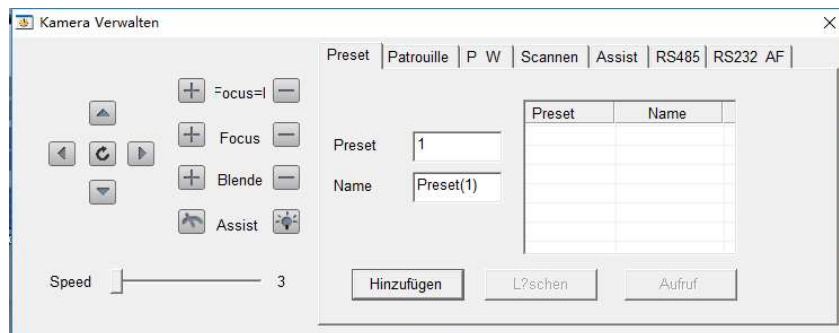 Kamera Verwalten
Preset Patrouille P W Scannen Assist RS485 RS232 AF
Focus=l
Focus
Blende
Assist
Speed 3
Preset 1
Name Preset(1)
Preset Name
Hinzufügen L?schen Aufruf